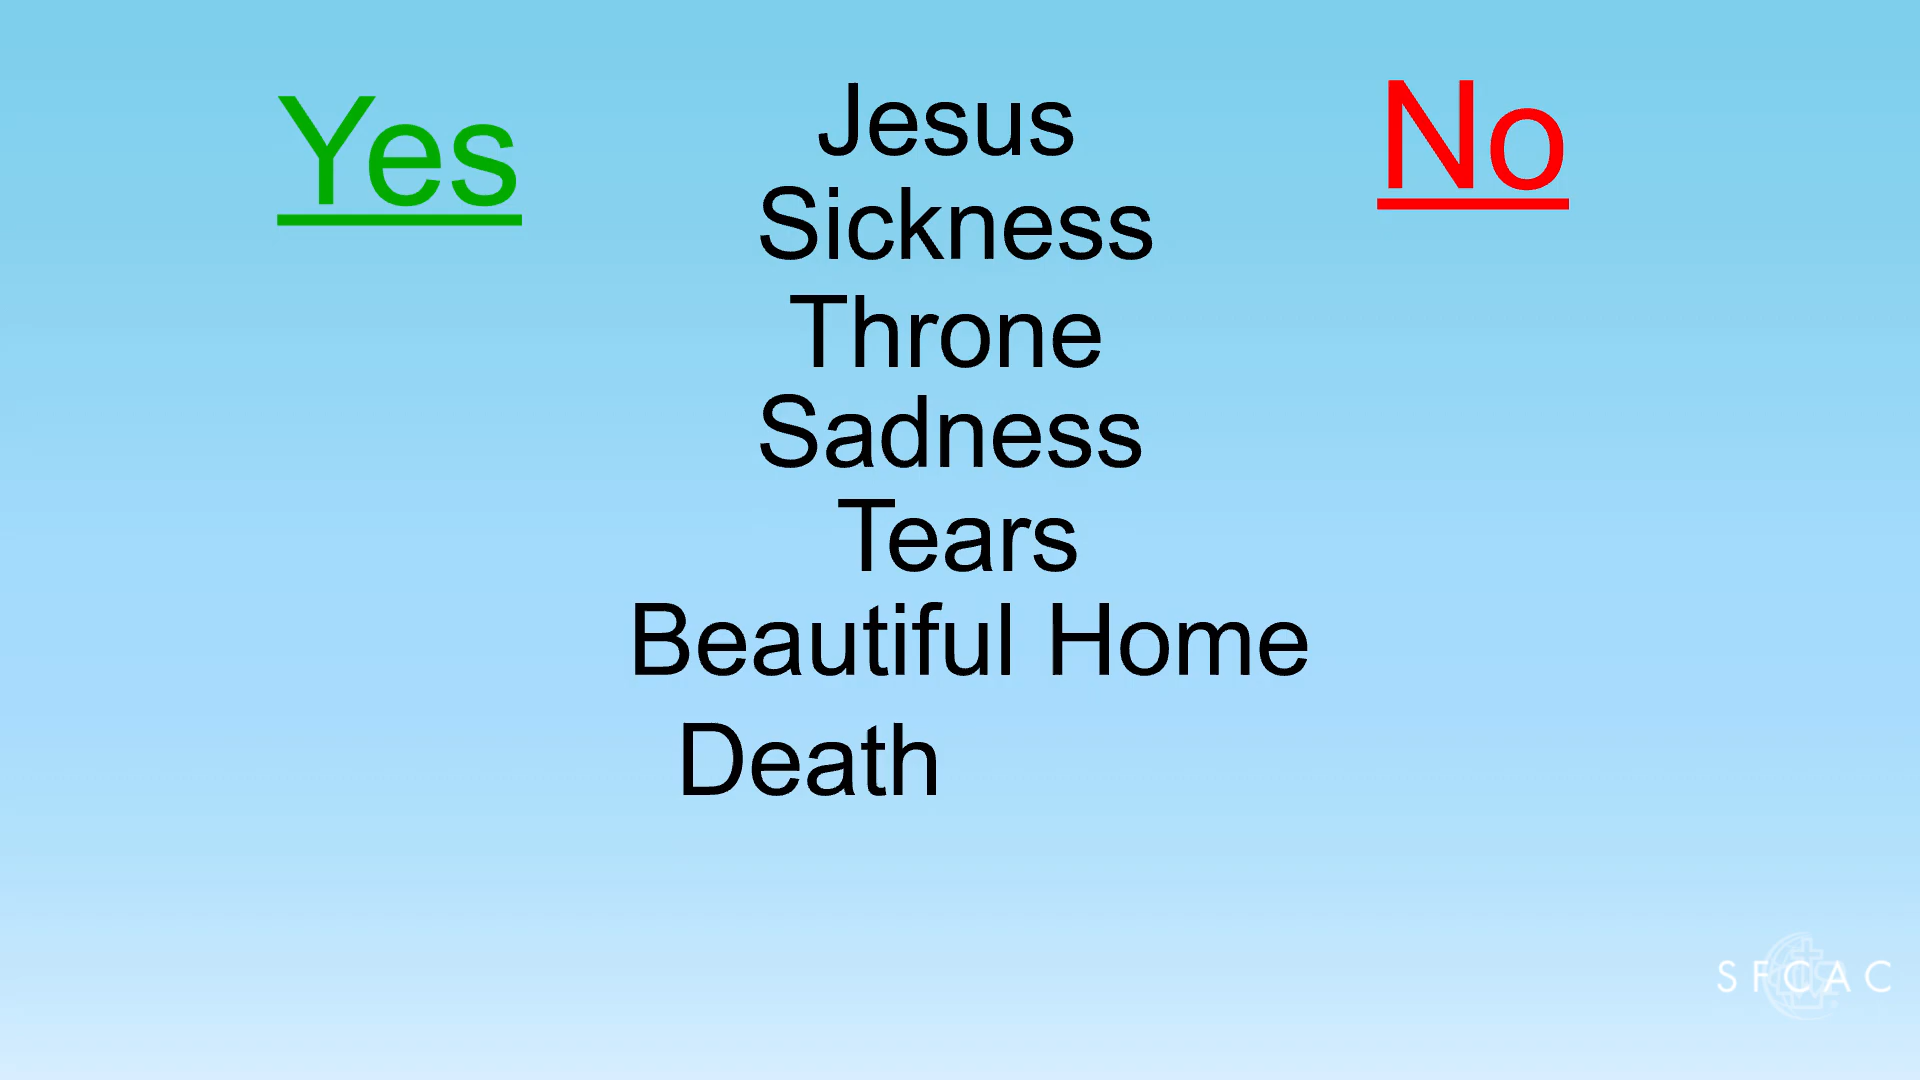 Yes
Jesus
No
Sickness
Throne
Sadness
Tears
Beautiful Home
Death
SFCAC